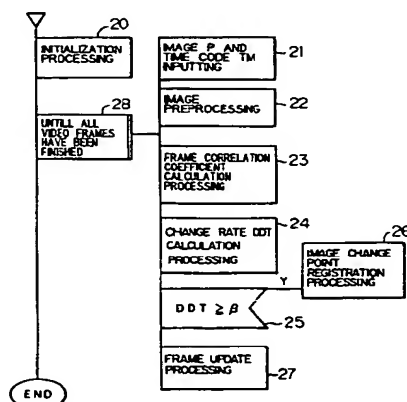 20
INITIALIZATION
PROCESSING
28
UNTILL ALL
VIDEO FRAMES
HAVE BEEN
FINISHED
21
IMAGE P AND
TIME CODE TM
INPUTTING
22
IMAGE
PREPROCESSING
23
FRAME CORRELATION
COEFFICIENT
CALCULATION
PROCESSING
24
CHANGE RATE DDT
CALCULATION
PROCESSING
26
IMAGE CHANGE
POINT
REGISTRATION
PROCESSING
Y
DDT ≥ β
25
FRAME UPDATE
PROCESSING
27
END